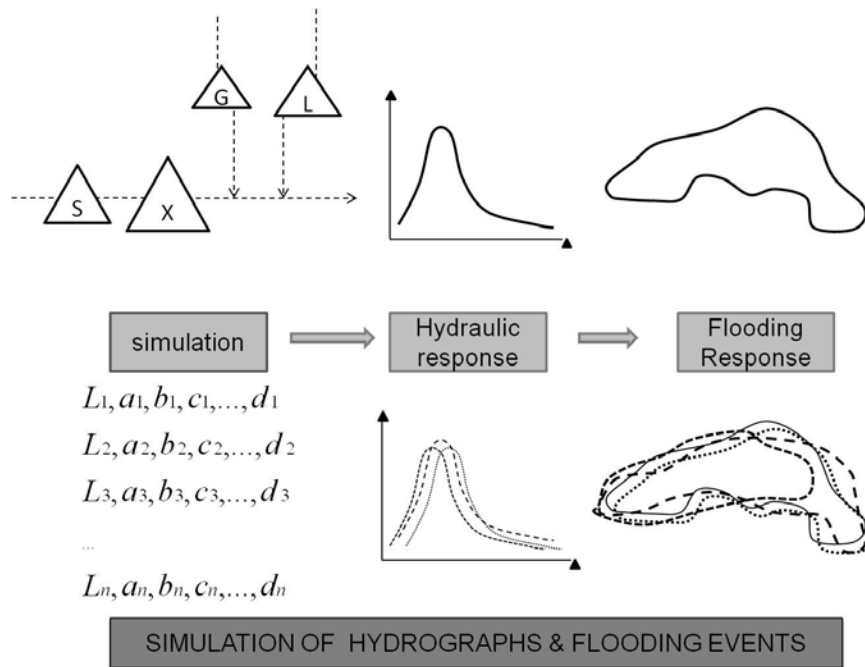 G
L
S
X
simulation
Hydraulic
response
Flooding
Response
L1, a1, b1, c1,..., d1
L2, a2, b2, c2,..., d2
L3, a3, b3, c3,..., d3
...
Ln, an, bn, cn,..., dn
SIMULATION OF HYDROGRAPHS & FLOODING EVENTS